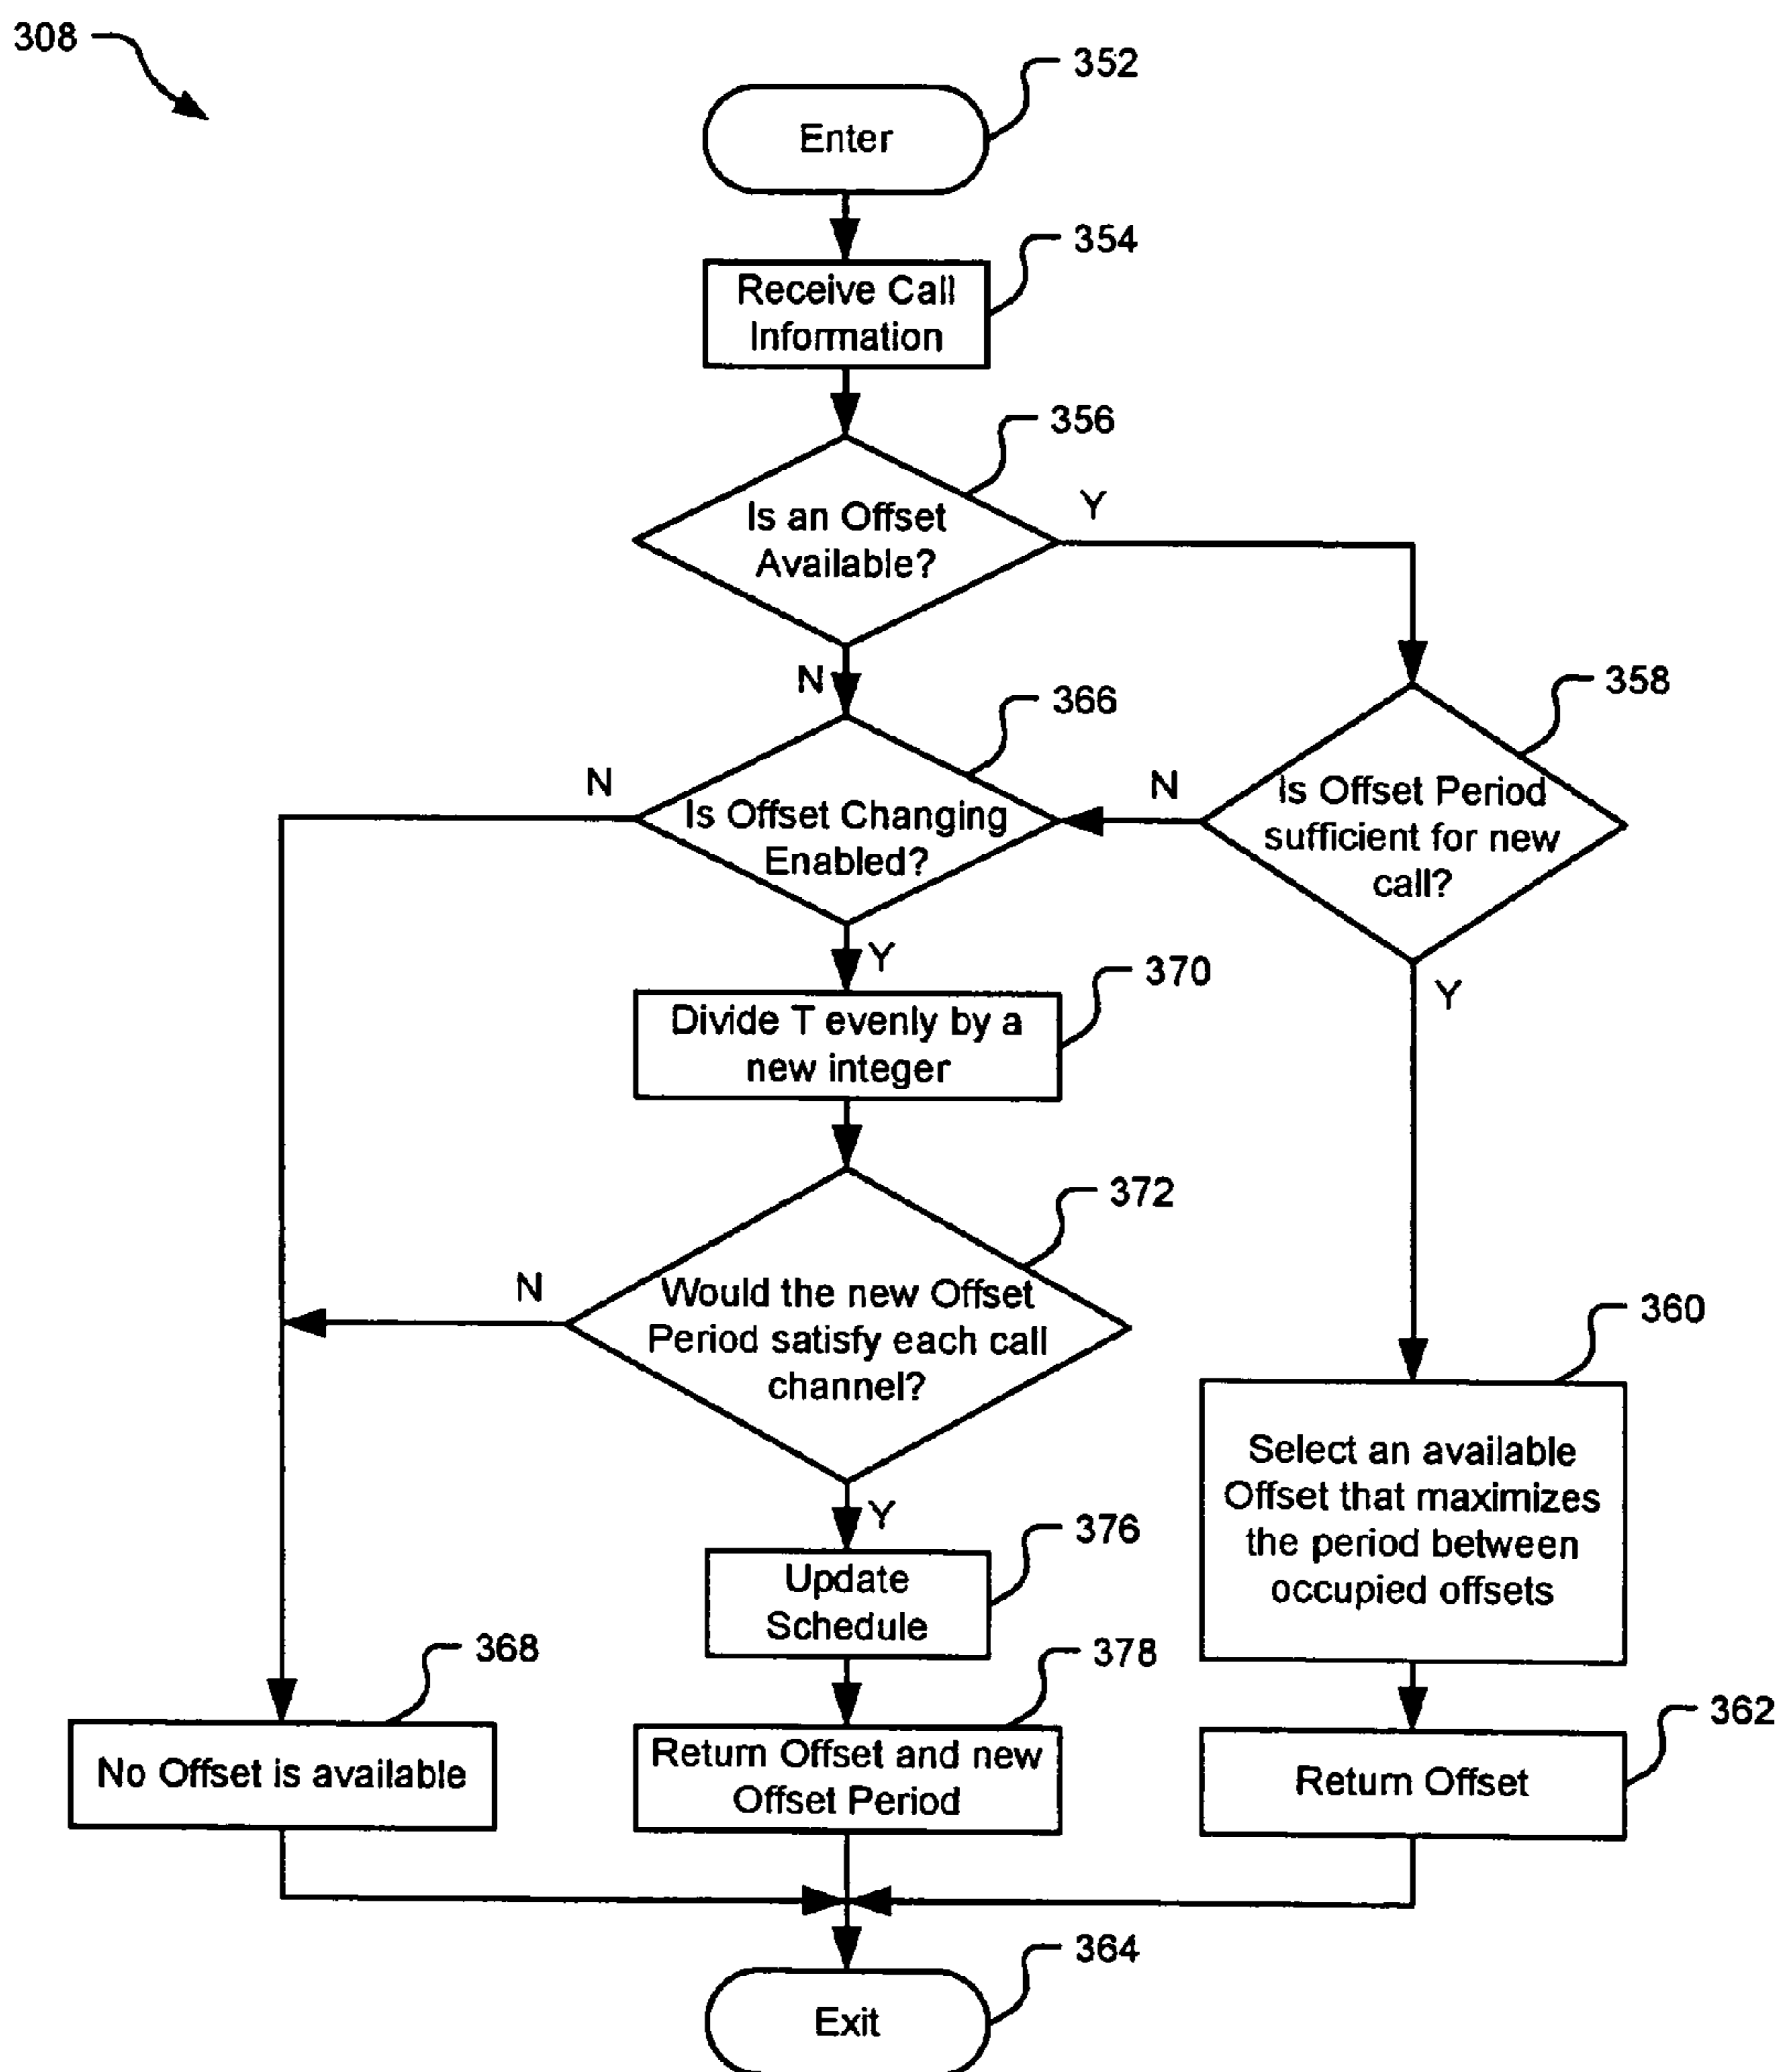 308
352
Enter
354
Receive Call
Information
356
Is an Offset
Available?
Y
N
366
358
N
Is Offset Changing
Enabled?
N
Is Offset Period
sufficient for new
call?
Y
370
Y
Divide T evenly by a
new integer
372
N
Would the new Offset
Period satisfy each call
channel?
360
Y
376
Select an available
Offset that maximizes
the period between
occupied offsets
Update
Schedule
368
378
362
No Offset is available
Return Offset and new
Offset Period
Return Offset
364
Exit